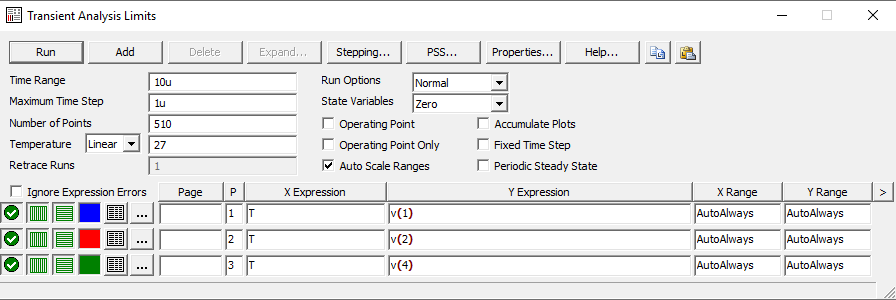 Transient Analysis Limits
Run Add Delete Expand... Stepping... PSS... Properties... Help...
Time Range 10u Run Options Normal
Maximum Time Step 1u State Variables Zero
Number of Points 510 Operating Point Accumulate Plots
Temperature Linear 27 Operating Point Only Fixed Time Step
Retrace Runs 1 Auto Scale Ranges Periodic Steady State
Ignore Expression Errors Page P X Expression Y Expression X Range Y Range >
... 1 T v(1) AutoAlways AutoAlways
... 2 T v(2) AutoAlways AutoAlways
... 3 T v(4) AutoAlways AutoAlways